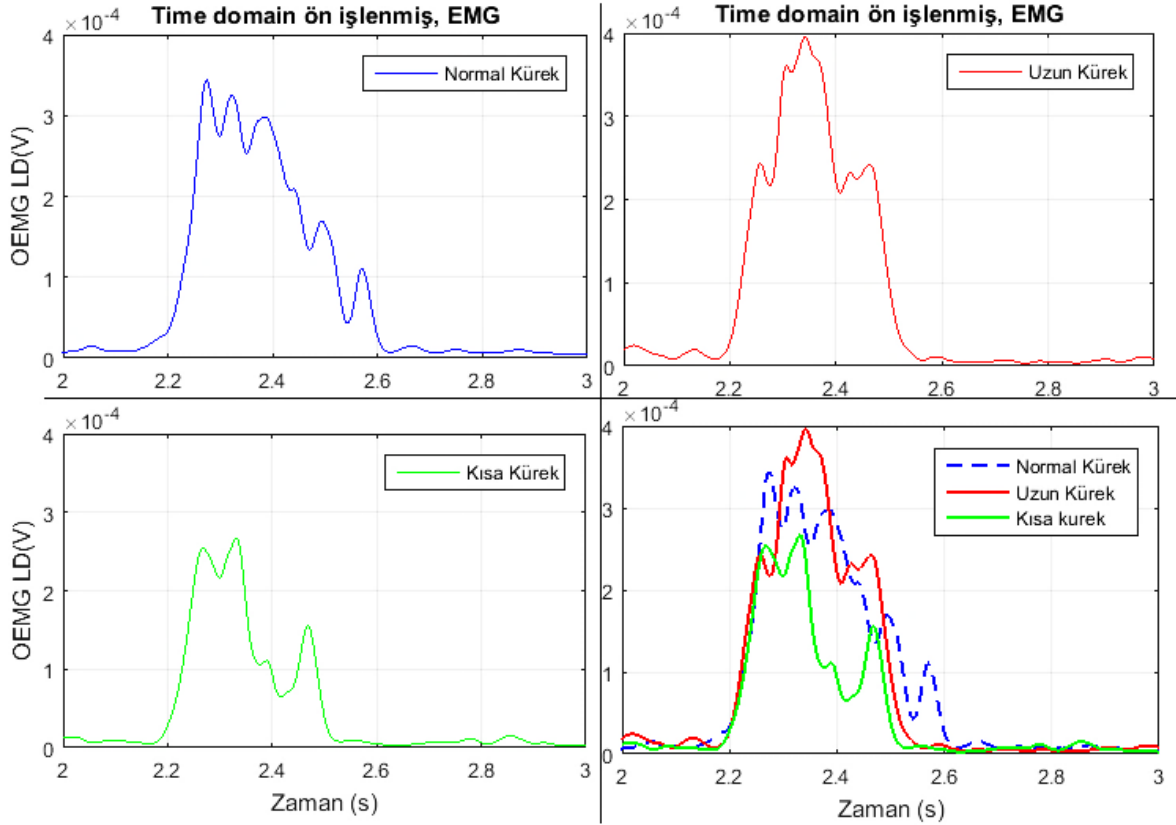 Time domain ön işlenmiş, EMG
×10⁻⁴
4
3
2
1
0
2 2.2 2.4 2.6 2.8 3
OEMG LD(V)
Normal Kürek
Time domain ön işlenmiş, EMG
×10⁻⁴
4
3
2
1
0
2 2.2 2.4 2.6 2.8 3
Uzun Kürek
×10⁻⁴
4
3
2
1
0
2 2.2 2.4 2.6 2.8 3
OEMG LD(V)
Zaman (s)
Kısa Kürek
×10⁻⁴
4
3
2
1
0
2 2.2 2.4 2.6 2.8 3
Zaman (s)
Normal Kürek
Uzun Kürek
Kısa kurek